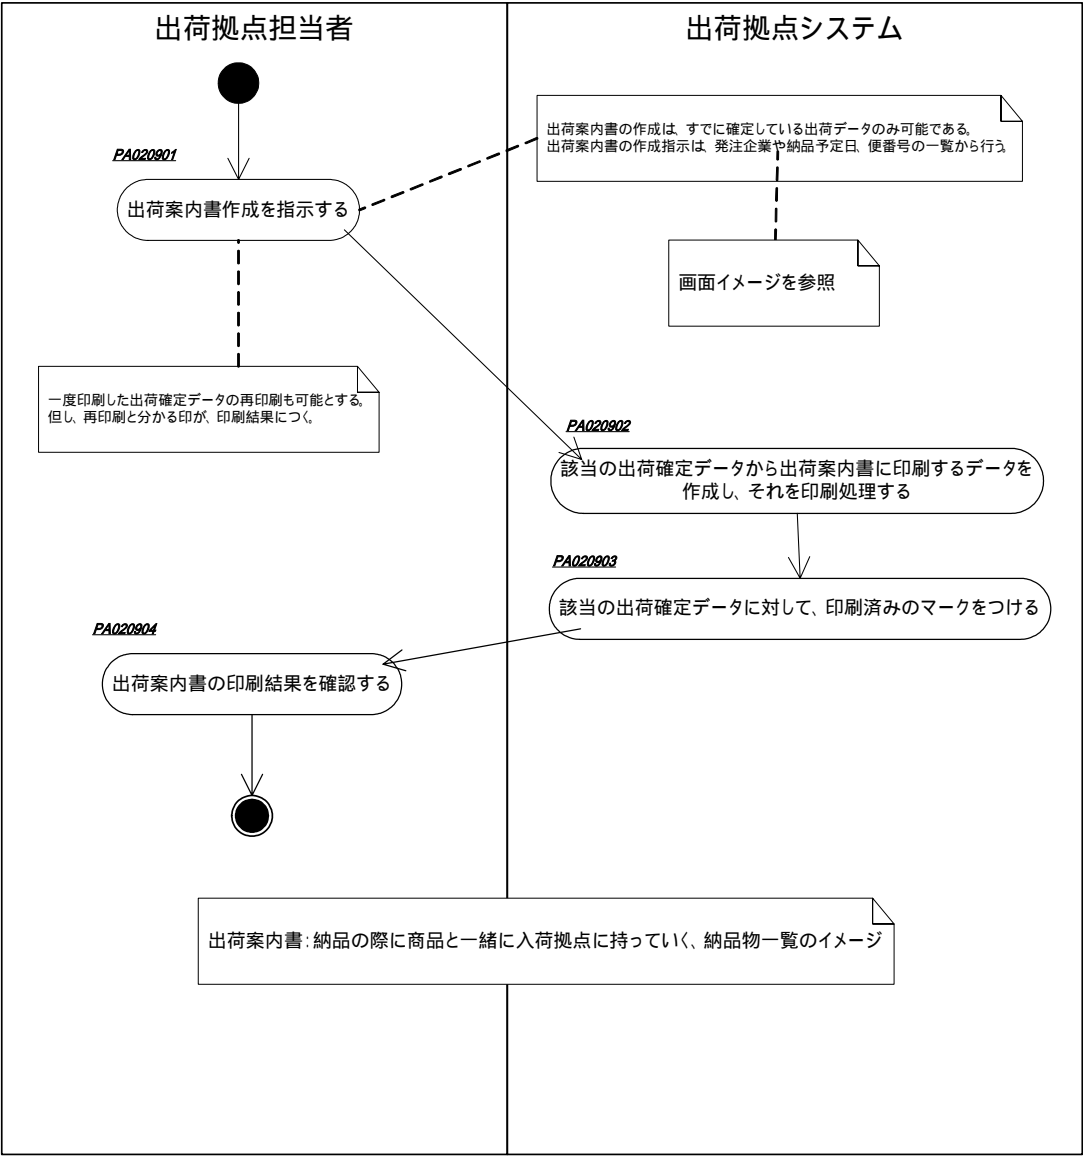 出荷拠点担当者
出荷拠点システム
出荷案内書の作成は、すでに確定している出荷データのみ可能である。
出荷案内書の作成指示は、発注企業や納品予定日、便番号の一覧から行う。
PA020901
出荷案内書作成を指示する
画面イメージを参照
一度印刷した出荷確定データの再印刷も可能とする。
但し、再印刷と分かる印が、印刷結果につく。
PA020902
該当の出荷確定データから出荷案内書に印刷するデータを
作成し、それを印刷処理する
PA020903
該当の出荷確定データに対して、印刷済みのマークをつける
PA020904
出荷案内書の印刷結果を確認する
出荷案内書：納品の際に商品と一緒に入荷拠点に持っていく、納品物一覧のイメージ